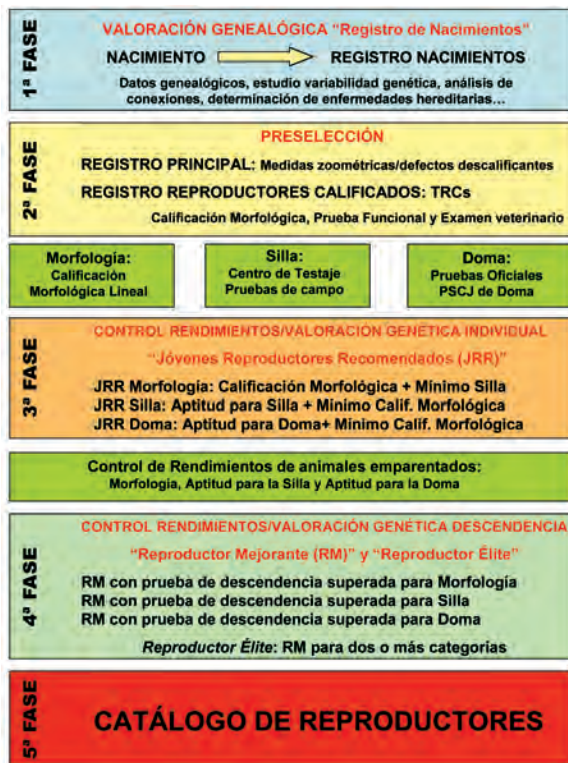 1ª FASE
VALORACIÓN GENEALÓGICA “Registro de Nacimientos”
NACIMIENTO REGISTRO NACIMIENTOS
Datos genealógicos, estudio variabilidad genética, análisis de
conexiones, determinación de enfermedades hereditarias…
2ª FASE
PRESELECCIÓN
REGISTRO PRINCIPAL: Medidas zoométricas/defectos descalificantes
REGISTRO REPRODUCTORES CALIFICADOS: TRCs
Calificación Morfológica, Prueba Funcional y Examen veterinario
Morfología:
Calificación
Morfológica Lineal
Silla:
Centro de Testaje
Pruebas de campo
Doma:
Pruebas Oficiales
PSCJ de Doma
3ª FASE
CONTROL RENDIMIENTOS/VALORACIÓN GENÉTICA INDIVIDUAL
“Jóvenes Reproductores Recomendados (JRR)”
JRR Morfología: Calificación Morfológica + Mínimo Silla
JRR Silla: Aptitud para Silla + Mínimo Calif. Morfológica
JRR Doma: Aptitud para Doma+ Mínimo Calif. Morfológica
Control de Rendimientos de animales emparentados:
Morfología, Aptitud para la Silla y Aptitud para la Doma
4ª FASE
CONTROL RENDIMIENTOS/VALORACIÓN GENÉTICA DESCENDENCIA
“Reproductor Mejorante (RM)” y “Reproductor Élite”
RM con prueba de descendencia superada para Morfología
RM con prueba de descendencia superada para Silla
RM con prueba de descendencia superada para Doma
Reproductor Élite: RM para dos o más categorías
5ª FASE
CATÁLOGO DE REPRODUCTORES